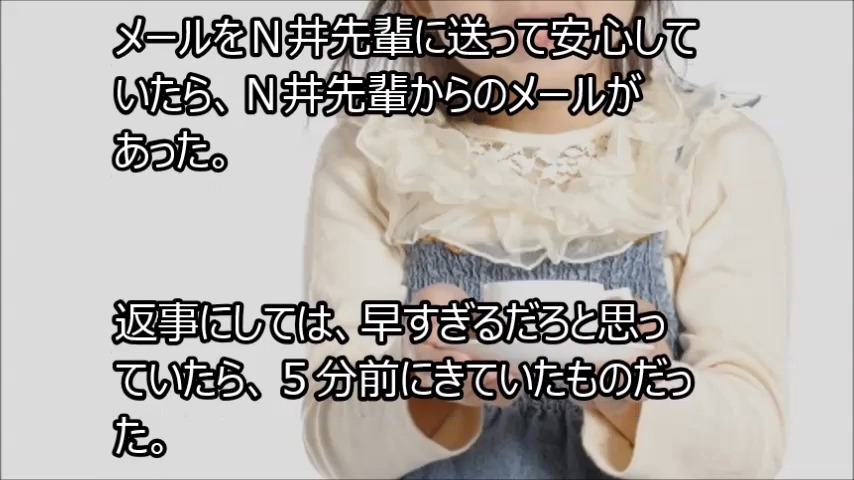 メールをＮ井先輩に送って安心して
いたら、Ｎ井先輩からのメールが
あった。
返事にしては、早すぎるだろと思っ
ていたら、５分前にきていたものだっ
た。